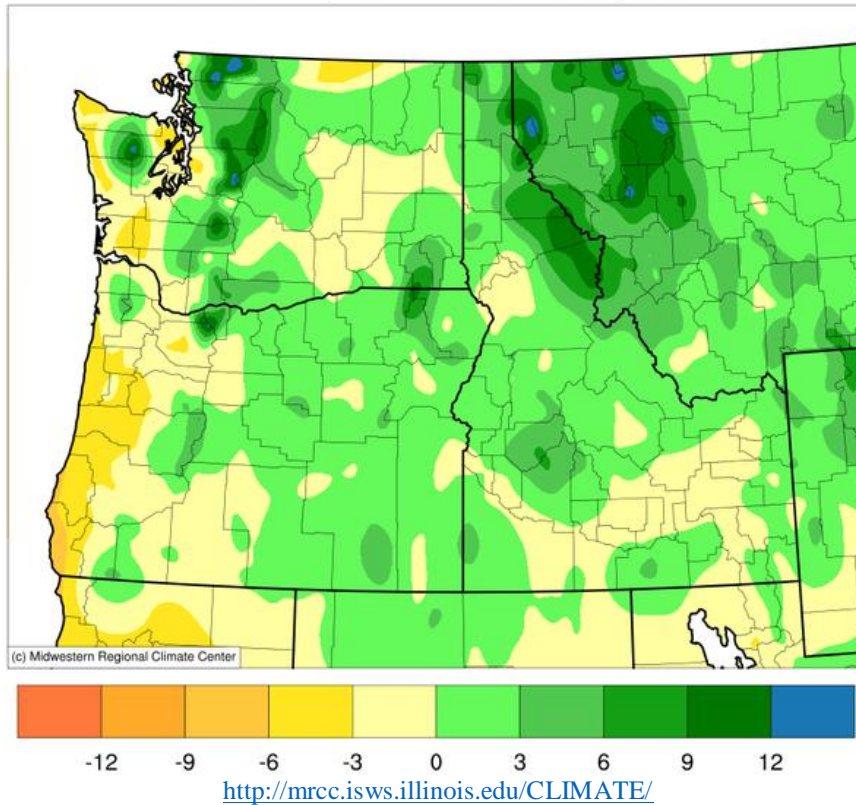 (c) Midwestern Regional Climate Center
-12 -9 -6 -3 0 3 6 9 12
http://mrcc.isws.illinois.edu/CLIMATE/